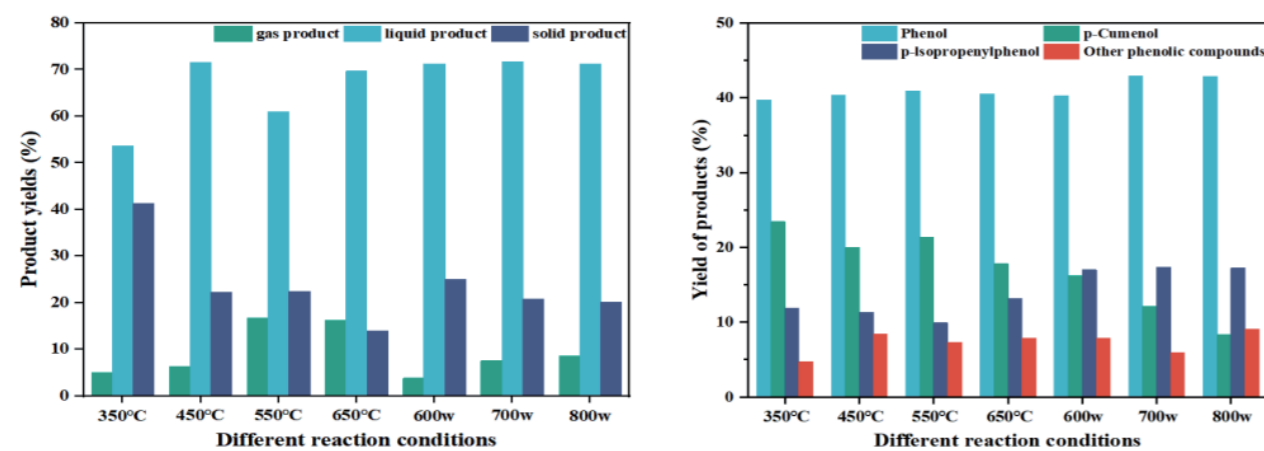 80
70
60
50
40
30
20
10
0
Product yields (%)
gas product liquid product solid product
350°C 450°C 550°C 650°C 600w 700w 800w
Different reaction conditions
50
40
30
20
10
0
Yield of products (%)
Phenol p-Cumenol
p-Isopropenylphenol Other phenolic compounds
350°C 450°C 550°C 650°C 600w 700w 800w
Different reaction conditions